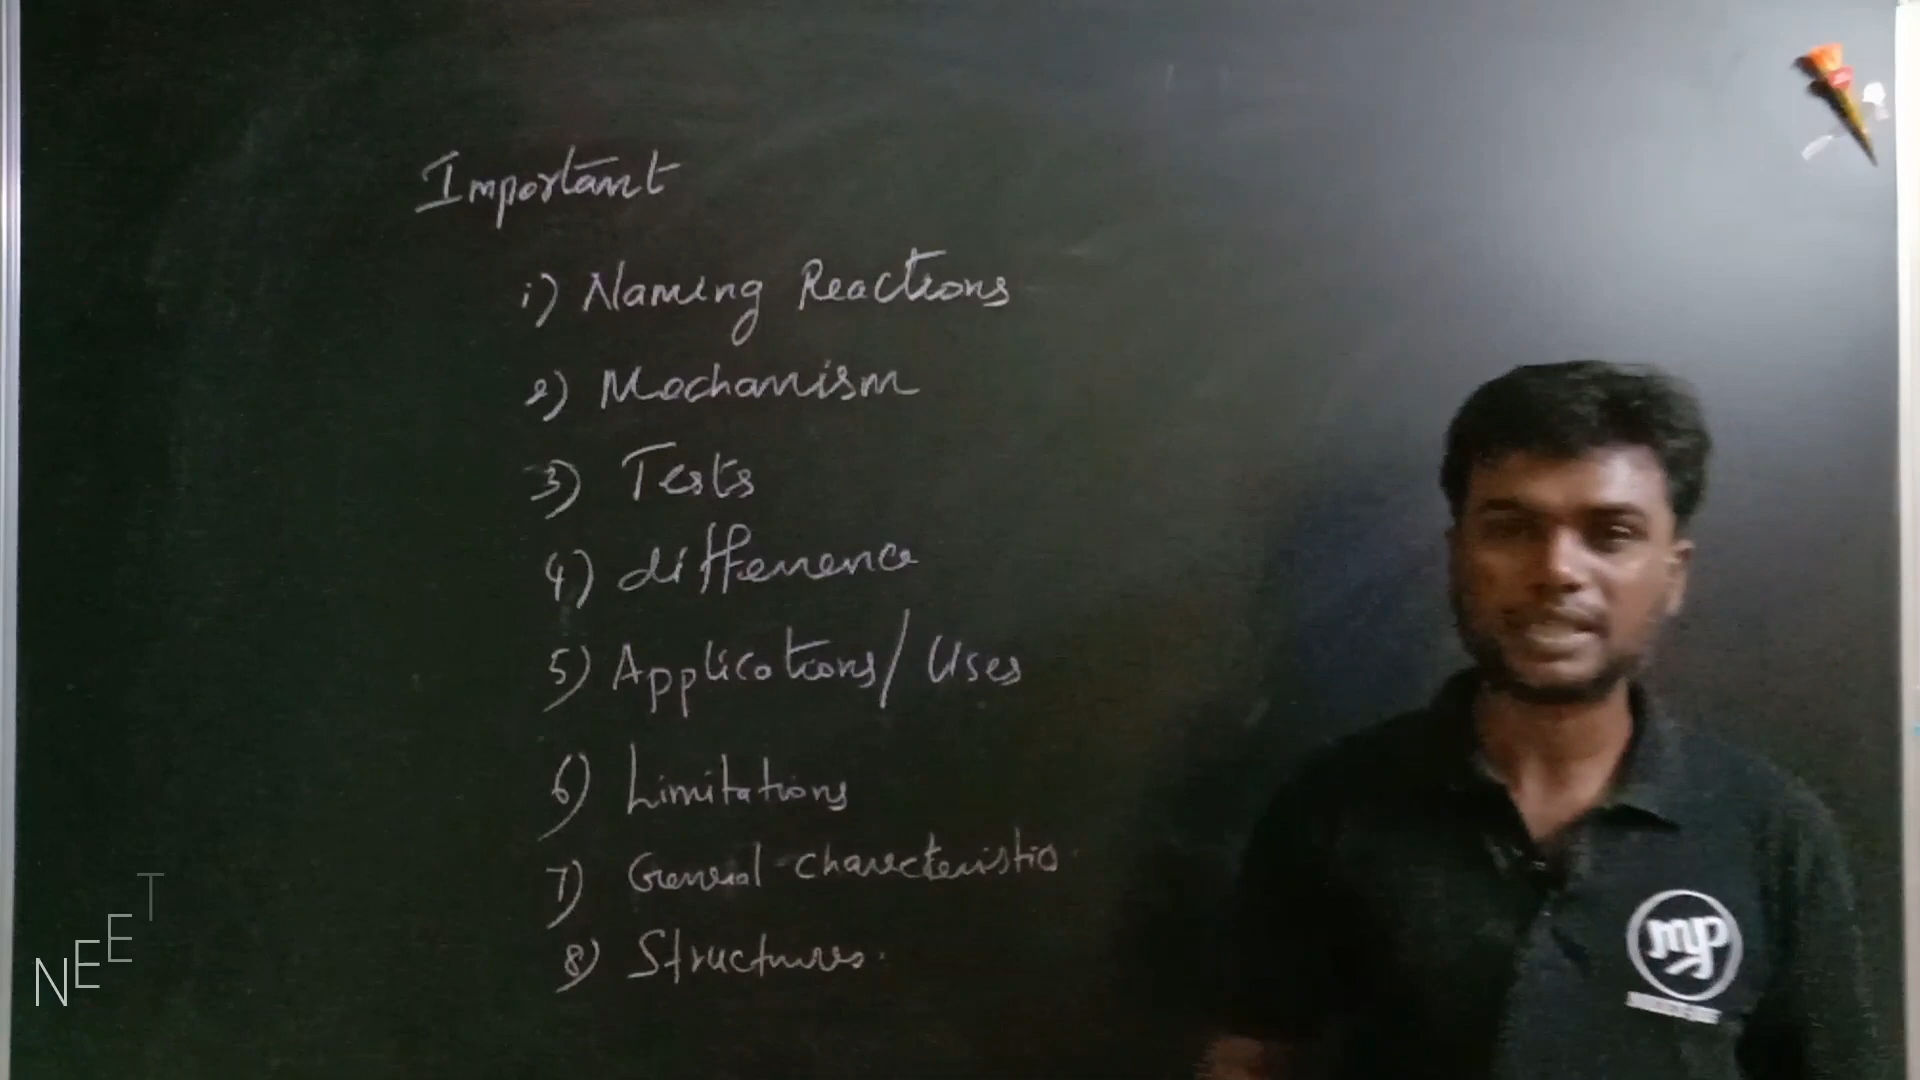 Important
i) Naming Reactions
2) Mechanism
3) Tests
4) difference
5) Applications/Uses
6) Limitations
7) General characteristic
8) Structures.
NEET
mp